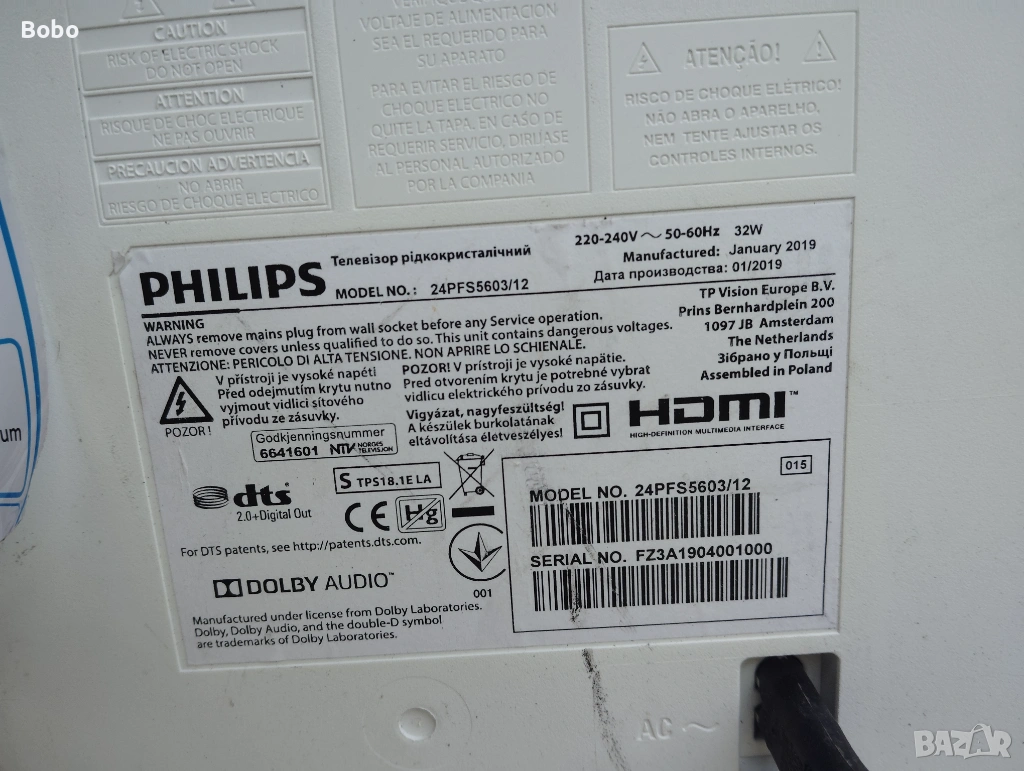 Bobo
CAUTION
RISK OF ELECTRIC SHOCK
DO NOT OPEN
ATTENTION
RISQUE DE CHOC ELECTRIQUE
NE PAS OUVRIR
PRECAUCION ADVERTENCIA
NO ABRIR
RIESGO DE CHOQUE ELECTRICO
VOLTAJE DE ALIMENTACION
SEA EL REQUERIDO PARA
SU APARATO
PARA EVITAR EL RIESGO DE
CHOQUE ELECTRICO NO
QUITE LA TAPA, EN CASO DE
REQUERIR SERVICIO, DIRIJASE
AL PERSONAL AUTORIZADO
POR LA COMPANIA
ATENÇÃO!
RISCO DE CHOQUE ELÉTRICO!
NÃO ABRA O APARELHO,
NEM TENTE AJUSTAR OS
CONTROLES INTERNOS.
PHILIPS
Телевізор рідкокристалічний
MODEL NO.: 24PFS5603/12
220-240V ~ 50-60Hz 32W
Manufactured: January 2019
Дата производства: 01/2019
TP Vision Europe B.V.
Prins Bernhardplein 200
1097 JB Amsterdam
The Netherlands
Зібрано у Польщі
Assembled in Poland
WARNING
ALWAYS remove mains plug from wall socket before any Service operation.
NEVER remove covers unless qualified to do so. This unit contains dangerous voltages.
ATTENZIONE: PERICOLO DI ALTA TENSIONE. NON APRIRE LO SCHIENALE.
POZOR!
V přístroji je vysoké napětí
Před odejmutím krytu nutno
vyjmout vidlici síťového
přívodu ze zásuvky.
POZOR! V prístroji je vysoké napätie.
Pred otvorením krytu je potrebné vybrat
vidlicu elektrického prívodu zo zásuvky.
Vigyázat, nagyfeszültség!
A készülék burkolatának
eltávolítása életveszélyes!
HDMI™
HIGH-DEFINITION MULTIMEDIA INTERFACE
Godkjenningsnummer
6641601 NTV NORGES TELEVISJON
S TPS18.1E LA
dts
2.0+Digital Out
CE Hg
For DTS patents, see http://patents.dts.com.
DOLBY AUDIO™
001
Manufactured under license from Dolby Laboratories.
Dolby, Dolby Audio, and the double-D symbol
are trademarks of Dolby Laboratories.
015
MODEL NO. 24PFS5603/12
SERIAL NO. FZ3A1904001000
AC ~
um
BAZAR